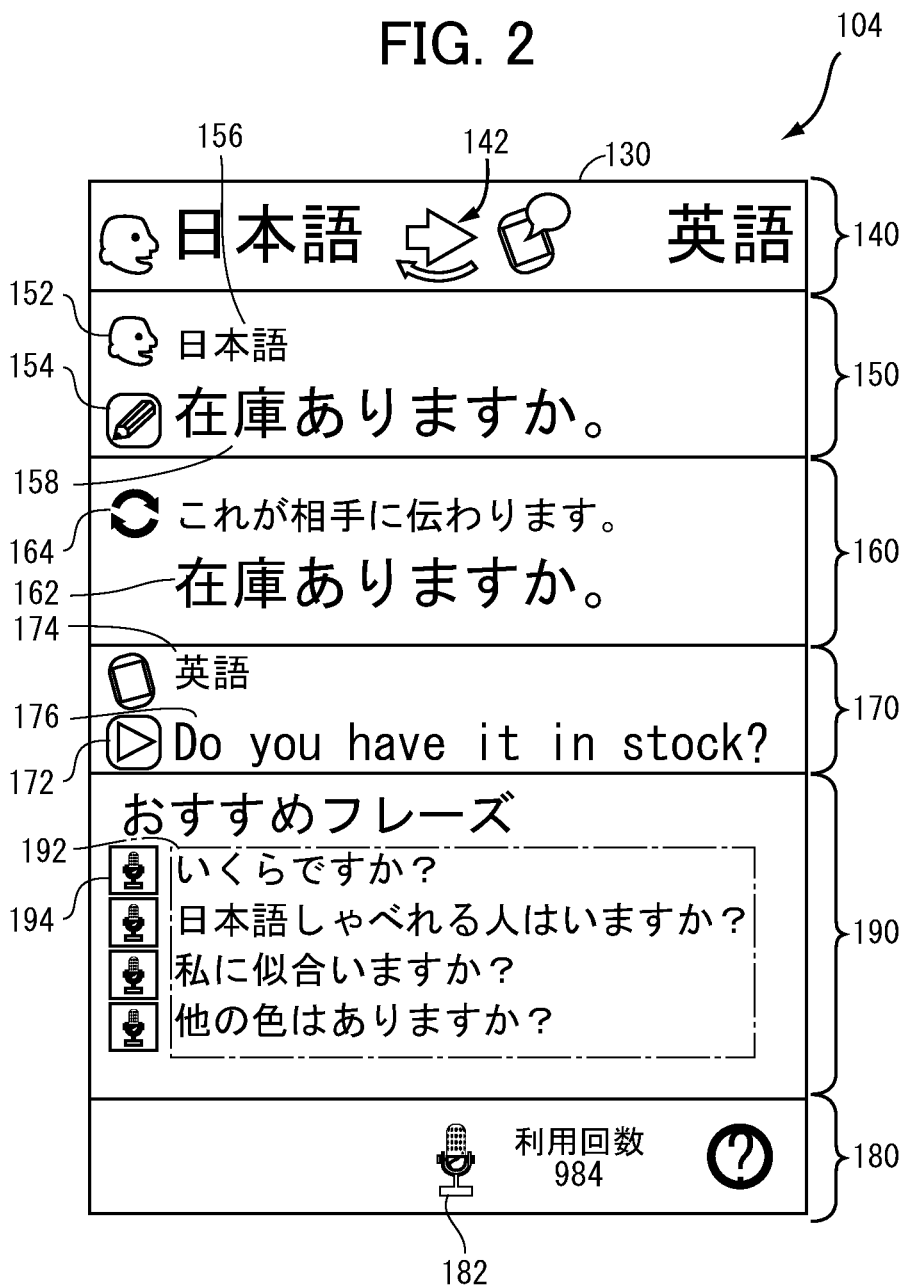 FIG. 2
104
156
142
130
日本語
英語
140
152
日本語
154
在庫ありますか。
150
158
これが相手に伝わります。
164
160
162
在庫ありますか。
174
英語
176
170
Do you have it in stock?
172
おすすめフレーズ
192
いくらですか？
194
日本語しゃべれる人はいますか？
190
私に似合いますか？
他の色はありますか？
利用回数
984
?
180
182